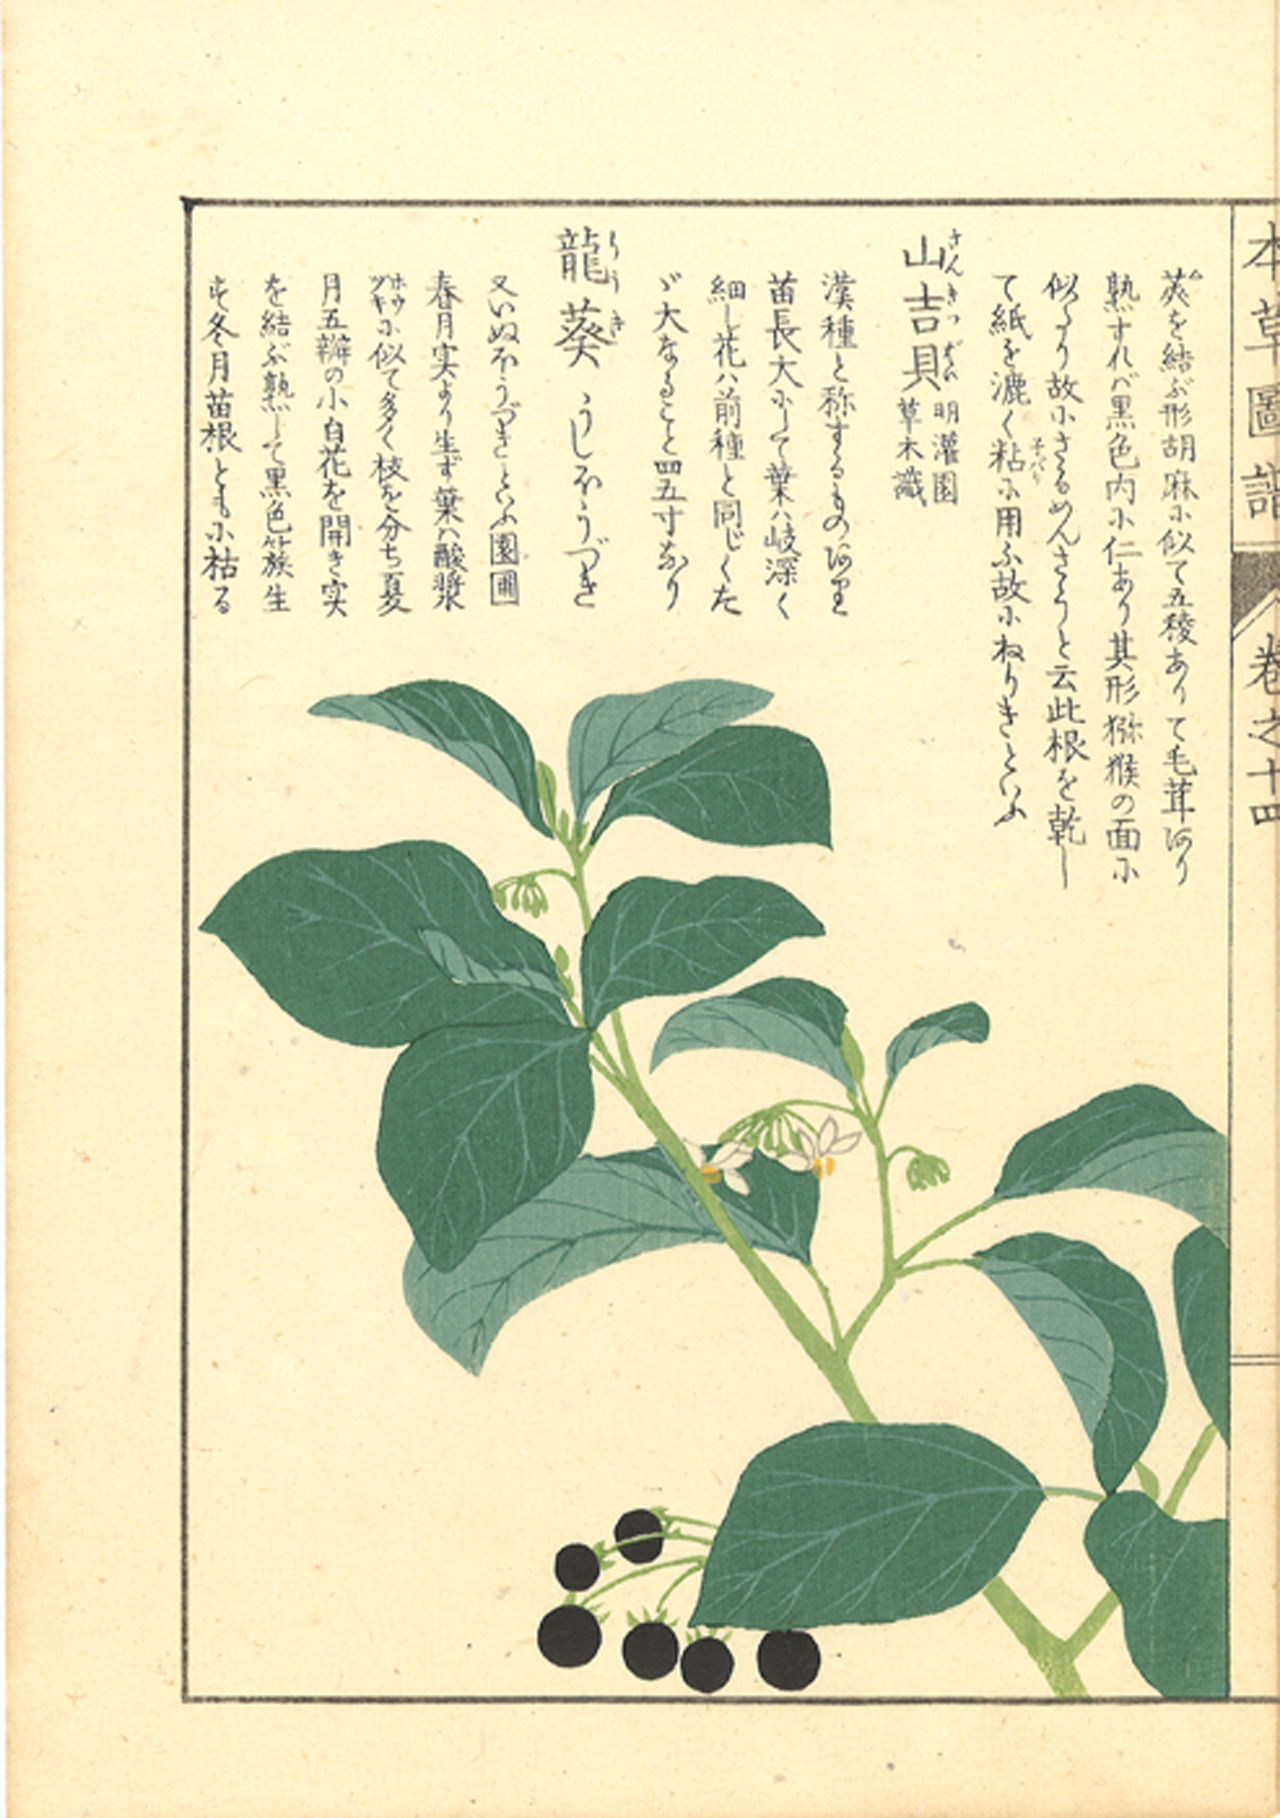 本草圖譜 巻之十四
莢を結ぶ形胡麻に似て五稜ありて毛茸あり
熟すれバ黒色内に仁あり其形猕猴の面に
似たり故にさるめんさうと云此根を乾し
て紙を漉く粘に用ふ故にねりきといふ
山吉貝 明灌園草木識
漢種と称するものあり
苗長大にして葉ハ岐深く
細し花ハ前種と同じくた
ゞ大なること四五寸なり
龍葵 うしほうづき
又いぬほうづきといふ園圃
春月実より生ず葉ハ酸漿
に似て多く枝を分ち夏
月五瓣の小白花を開き実
を結ぶ熟して黒色簇生
す冬月苗根ともに枯る